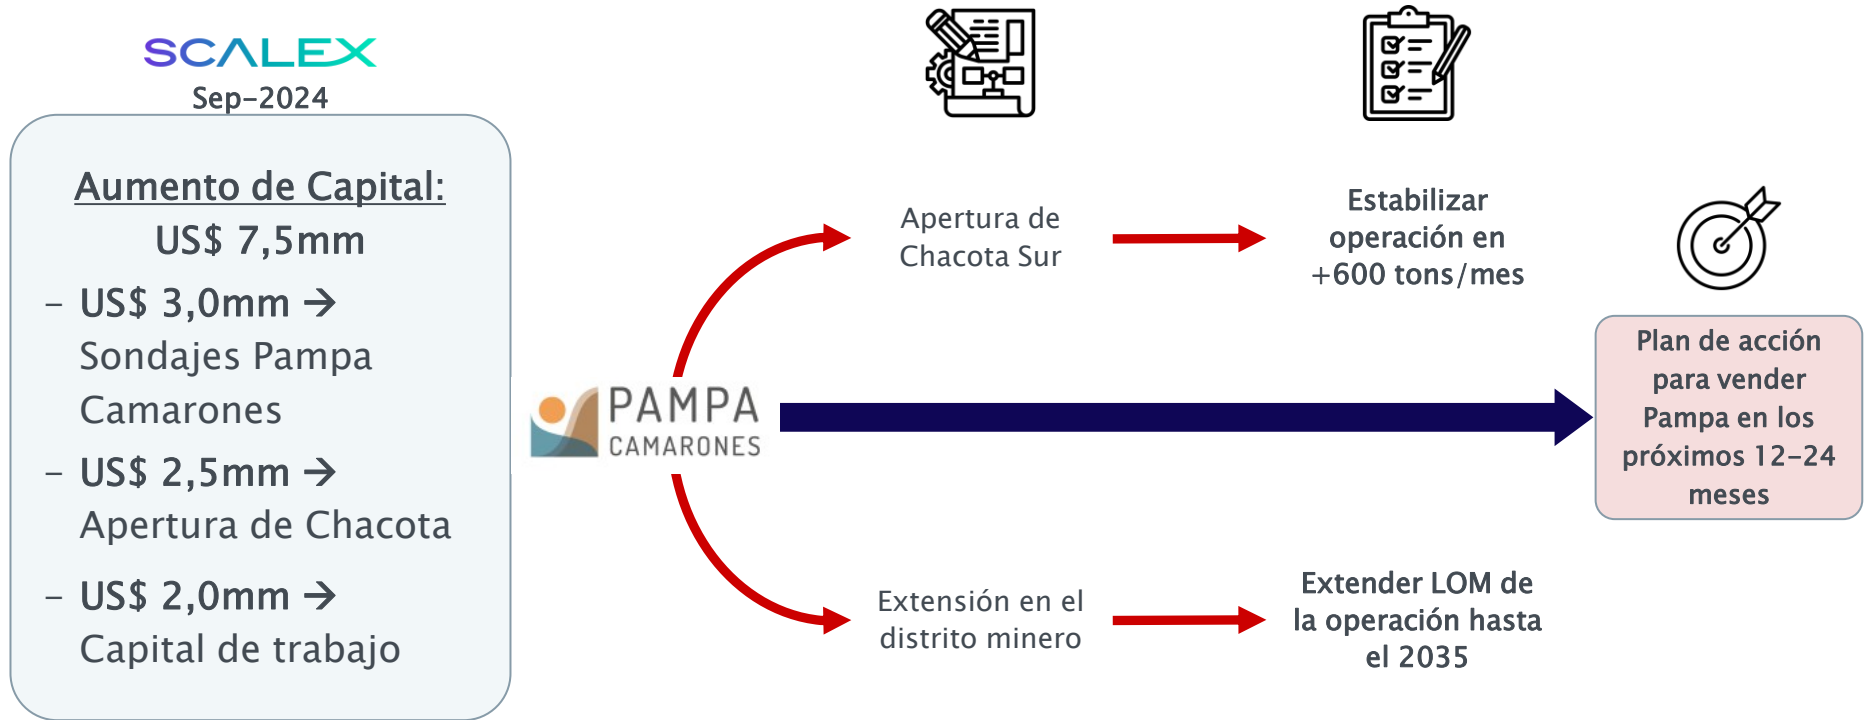 SCALEX
Sep-2024
Aumento de Capital:
US$ 7,5mm
– US$ 3,0mm →
Sondajes Pampa
Camarones
– US$ 2,5mm →
Apertura de Chacota
– US$ 2,0mm →
Capital de trabajo
PAMPA
CAMARONES
Apertura de
Chacota Sur
Estabilizar
operación en
+600 tons/mes
Extensión en el
distrito minero
Extender LOM de
la operación hasta
el 2035
Plan de acción
para vender
Pampa en los
próximos 12-24
meses